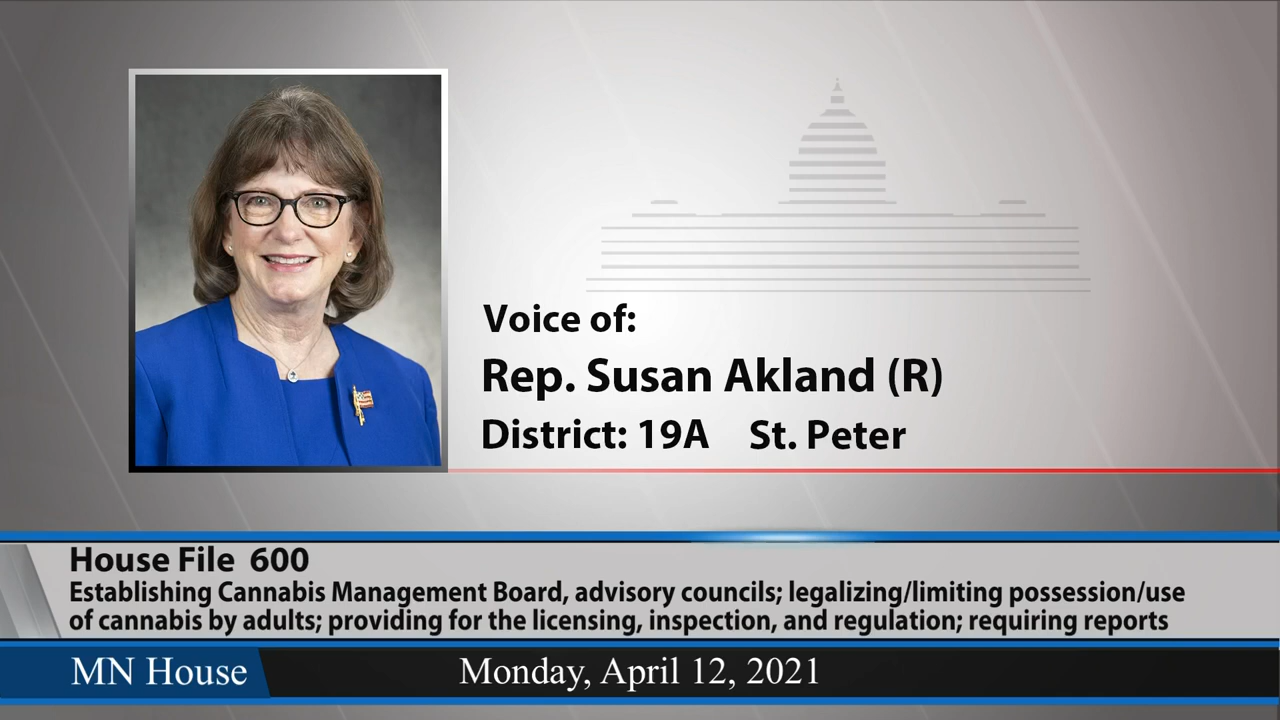 Voice of:
Rep. Susan Akland (R)
District: 19A St. Peter
House File 600
Establishing Cannabis Management Board, advisory councils; legalizing/limiting possession/use
of cannabis by adults; providing for the licensing, inspection, and regulation; requiring reports
MN House Monday, April 12, 2021